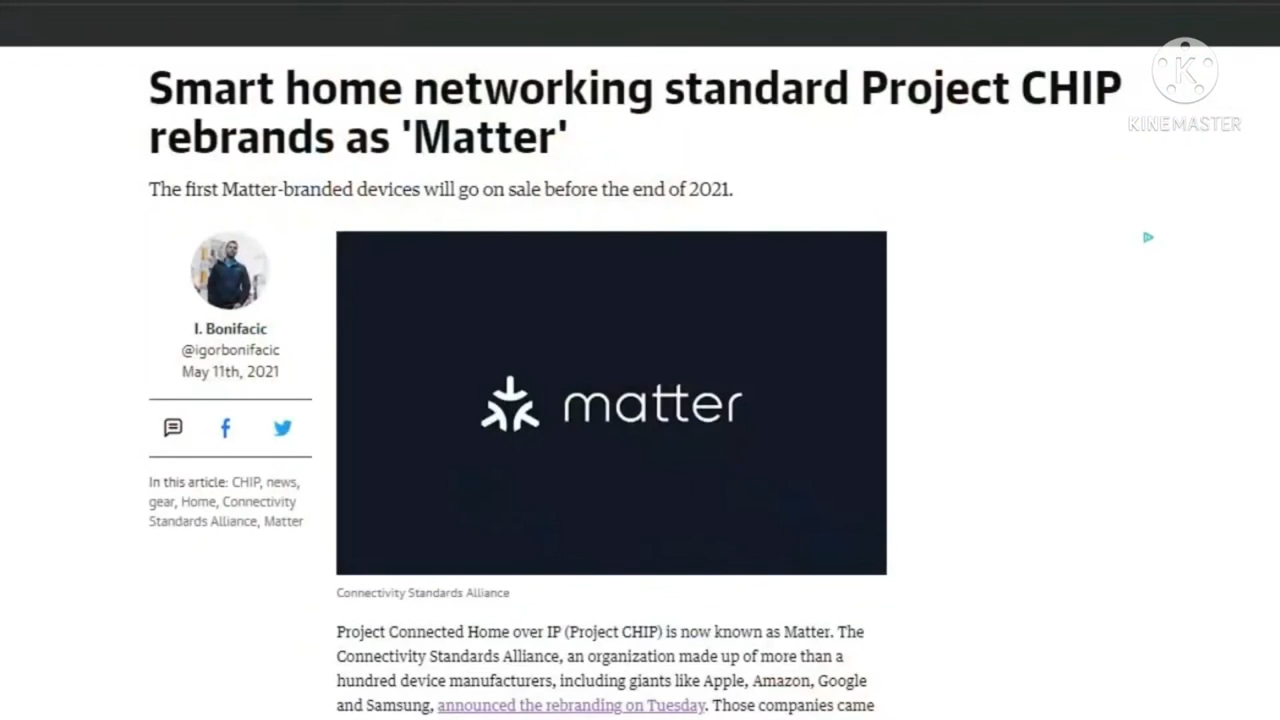 Smart home networking standard Project CHIP
rebrands as 'Matter'
KINEMASTER
The first Matter-branded devices will go on sale before the end of 2021.
I. Bonifacic
@igorbonifacic
May 11th, 2021
In this article: CHIP, news,
gear, Home, Connectivity
Standards Alliance, Matter
matter
Connectivity Standards Alliance
Project Connected Home over IP (Project CHIP) is now known as Matter. The
Connectivity Standards Alliance, an organization made up of more than a
hundred device manufacturers, including giants like Apple, Amazon, Google
and Samsung, announced the rebranding on Tuesday. Those companies came